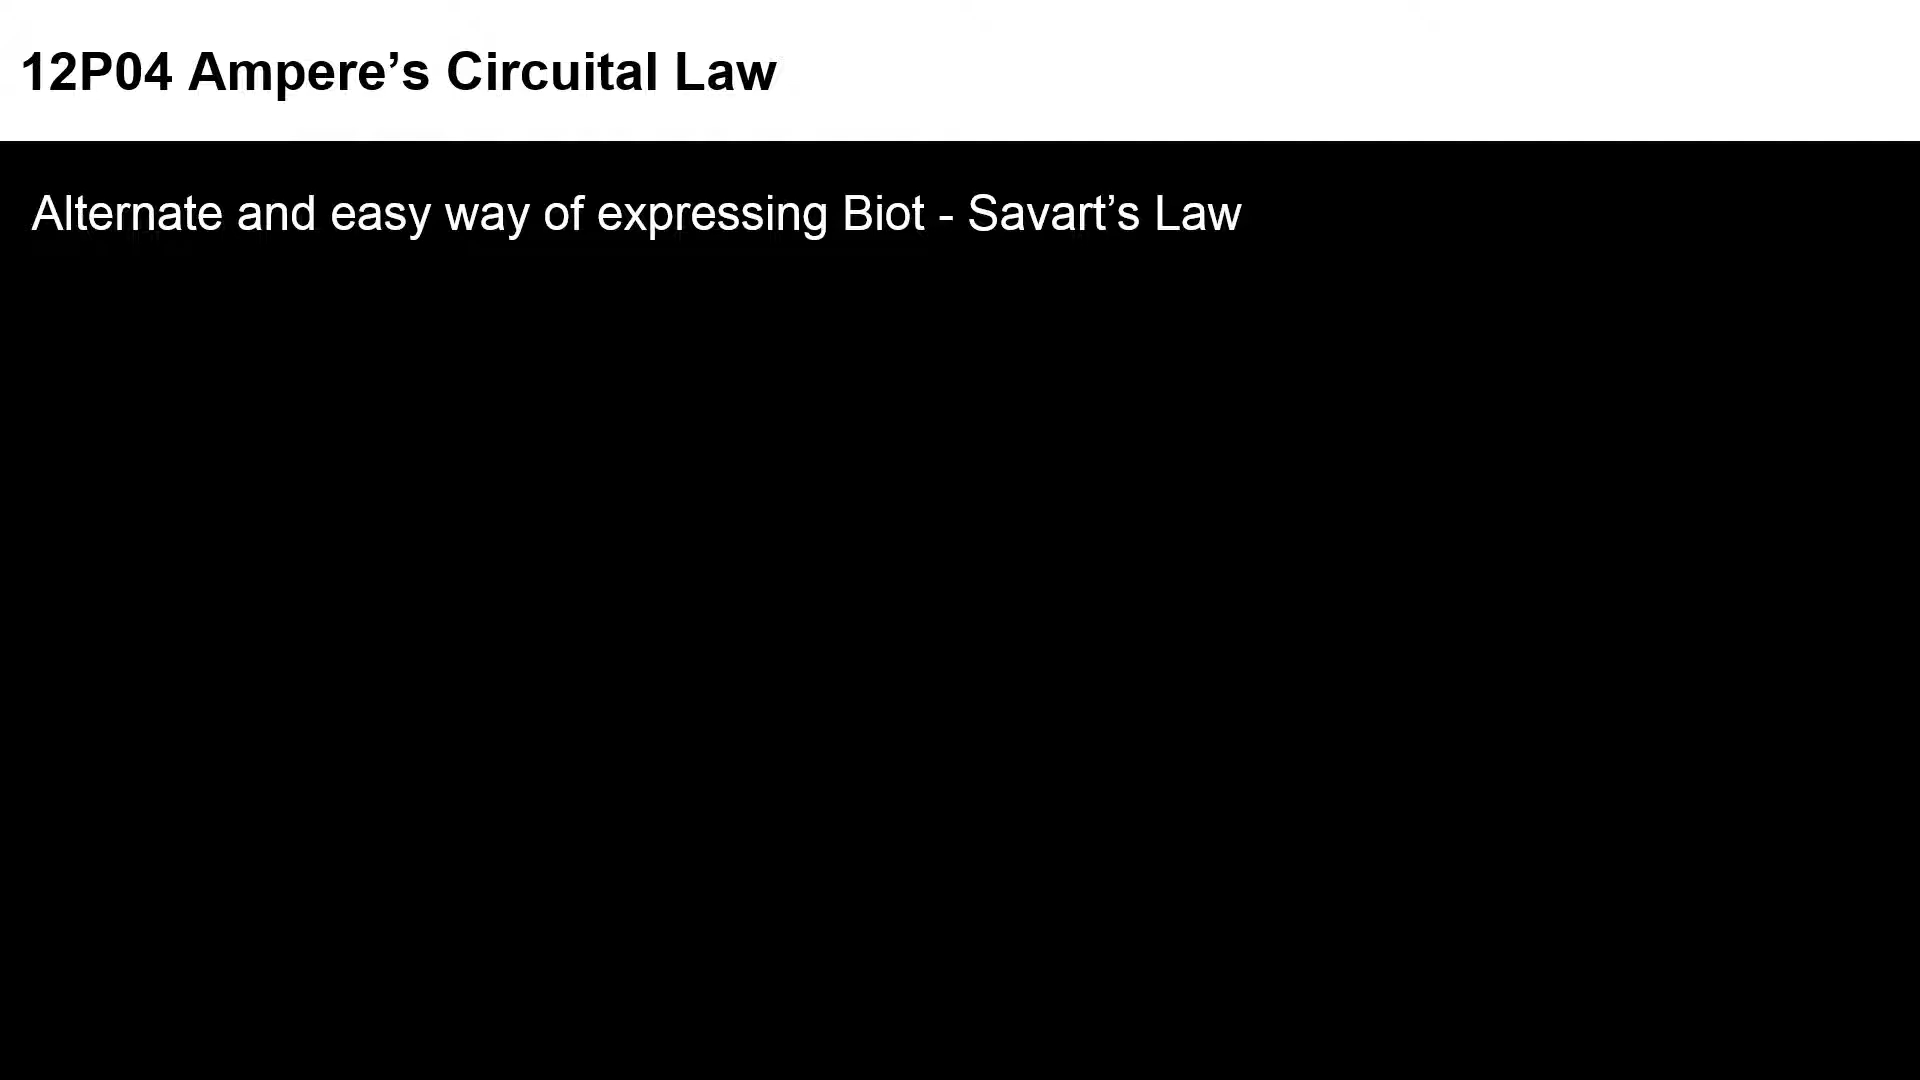 12P04 Ampere’s Circuital Law
Alternate and easy way of expressing Biot - Savart’s Law